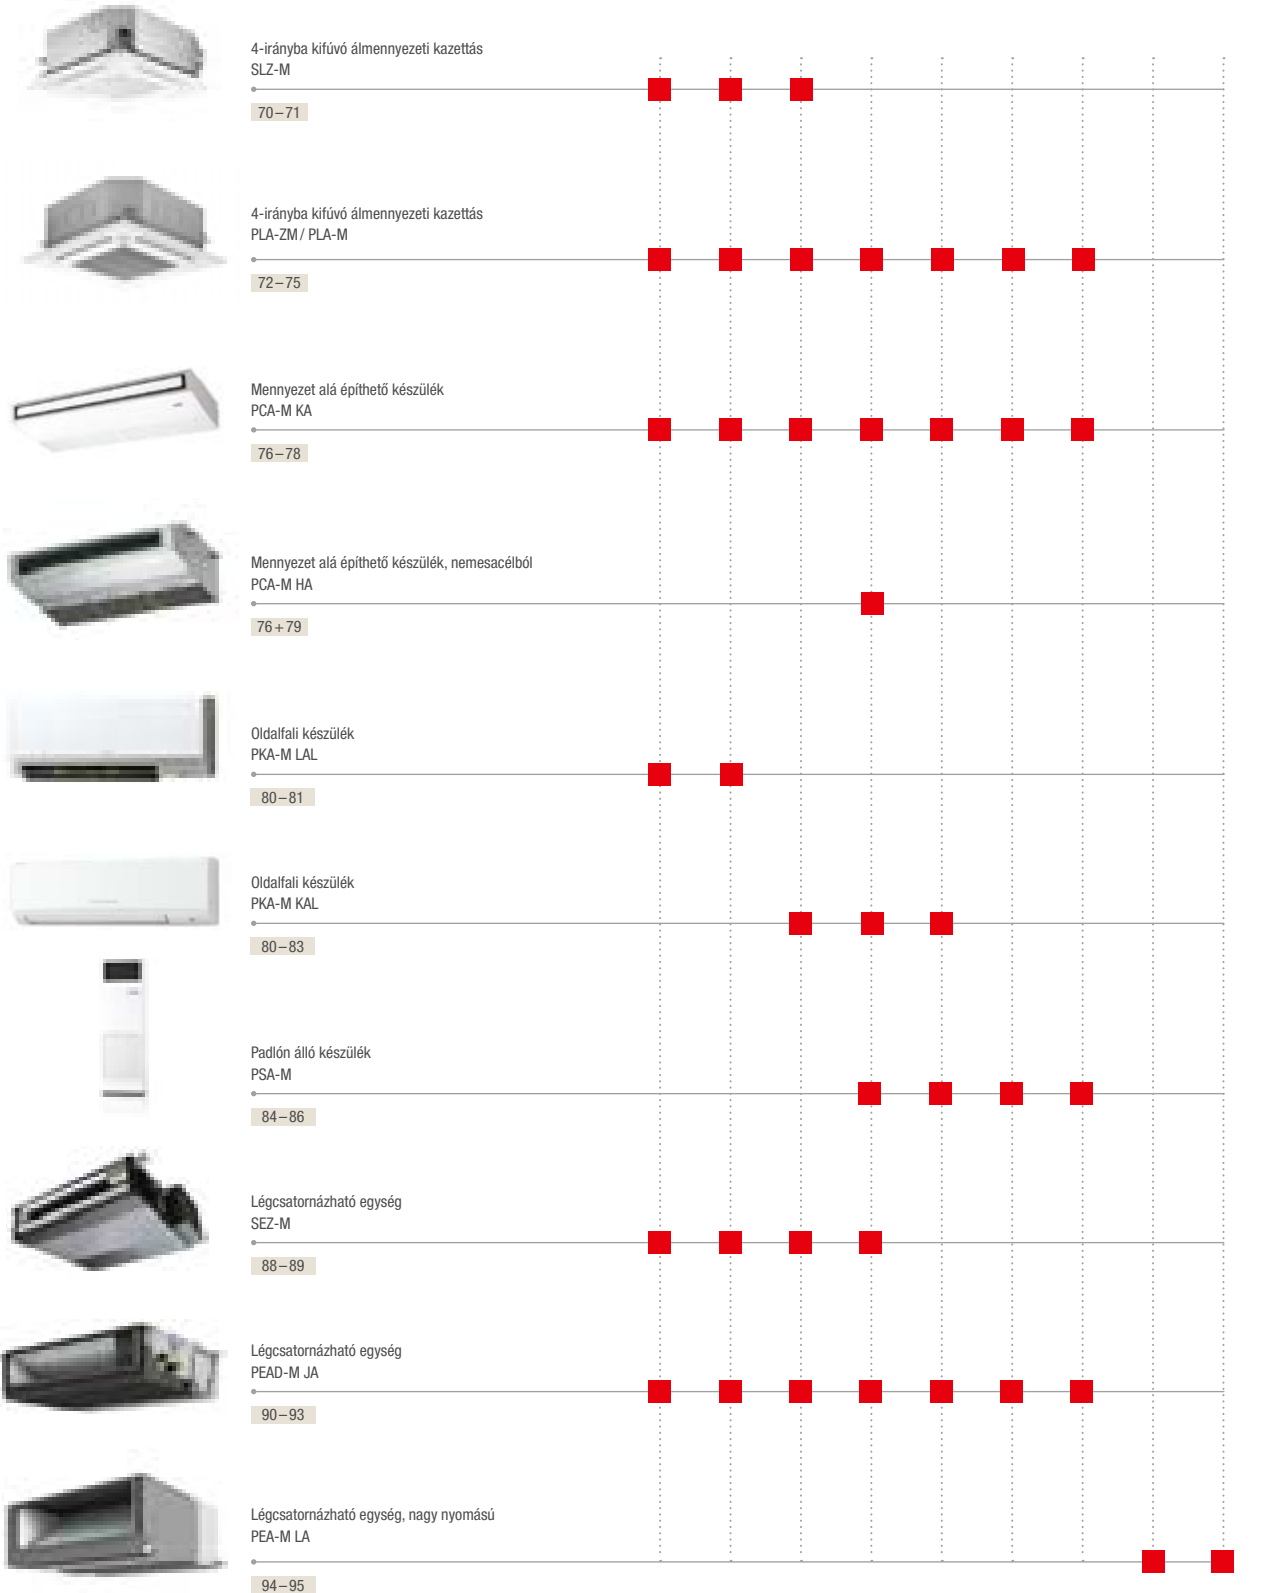 4-irányba kifúvó álmennyezeti kazettás
SLZ-M
70–71
4-irányba kifúvó álmennyezeti kazettás
PLA-ZM / PLA-M
72–75
Mennyezet alá építhető készülék
PCA-M KA
76–78
Mennyezet alá építhető készülék, nemesacélból
PCA-M HA
76+79
Oldalfali készülék
PKA-M LAL
80–81
Oldalfali készülék
PKA-M KAL
80–83
Padlón álló készülék
PSA-M
84–86
Légcsatornázható egység
SEZ-M
88–89
Légcsatornázható egység
PEAD-M JA
90–93
Légcsatornázható egység, nagy nyomású
PEA-M LA
94–95